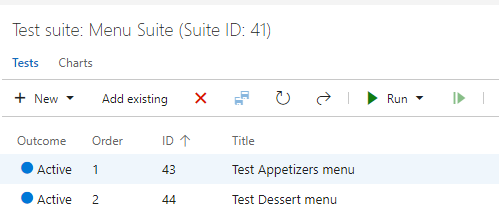 Test suite: Menu Suite (Suite ID: 41)
Tests Charts
New Add existing Run
Outcome Order ID Title
Active 1 43 Test Appetizers menu
Active 2 44 Test Dessert menu